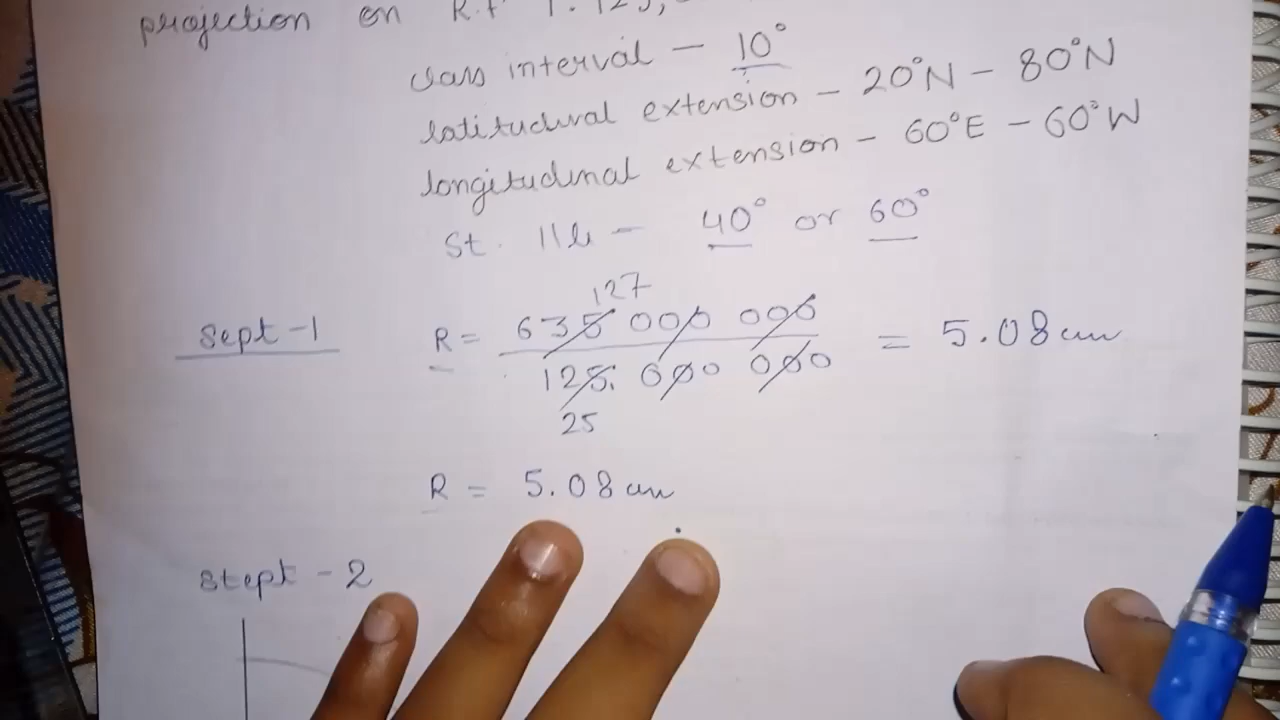 projection on R.F 1:125,
class interval - 10°
latitudinal extension - 20°N - 80°N
longitudinal extension - 60°E - 60°W
St. 11le - 40° or 60°
127
Sept-1 R = 635 000 000 / 125, 000 000 = 5.08 cm
25
R = 5.08 cm
Stept - 2